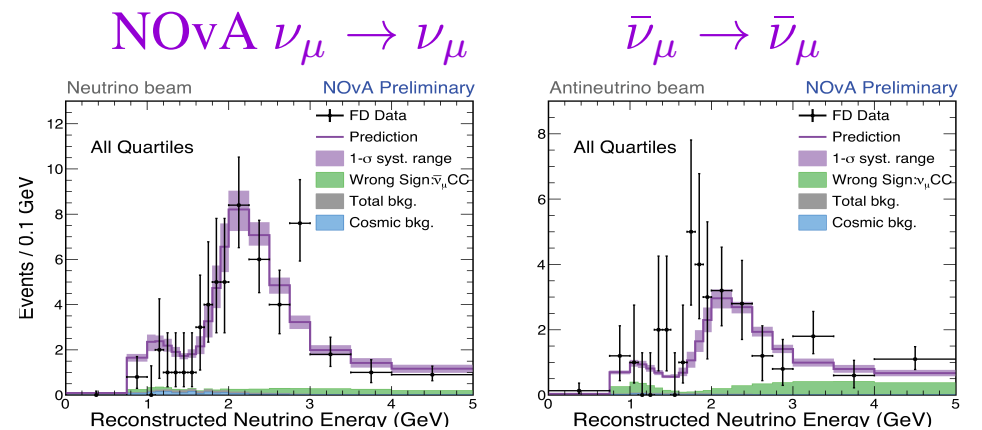 NOvA νμ → νμ
ν̄μ → ν̄μ
Neutrino beam
NOvA Preliminary
All Quartiles
FD Data
Prediction
1-σ syst. range
Wrong Sign:ν̄μCC
Total bkg.
Cosmic bkg.
Events / 0.1 GeV
12
10
8
6
4
2
0
0 1 2 3 4 5
Reconstructed Neutrino Energy (GeV)
Antineutrino beam
NOvA Preliminary
All Quartiles
FD Data
Prediction
1-σ syst. range
Wrong Sign:νμCC
Total bkg.
Cosmic bkg.
8
6
4
2
0
0 1 2 3 4 5
Reconstructed Neutrino Energy (GeV)